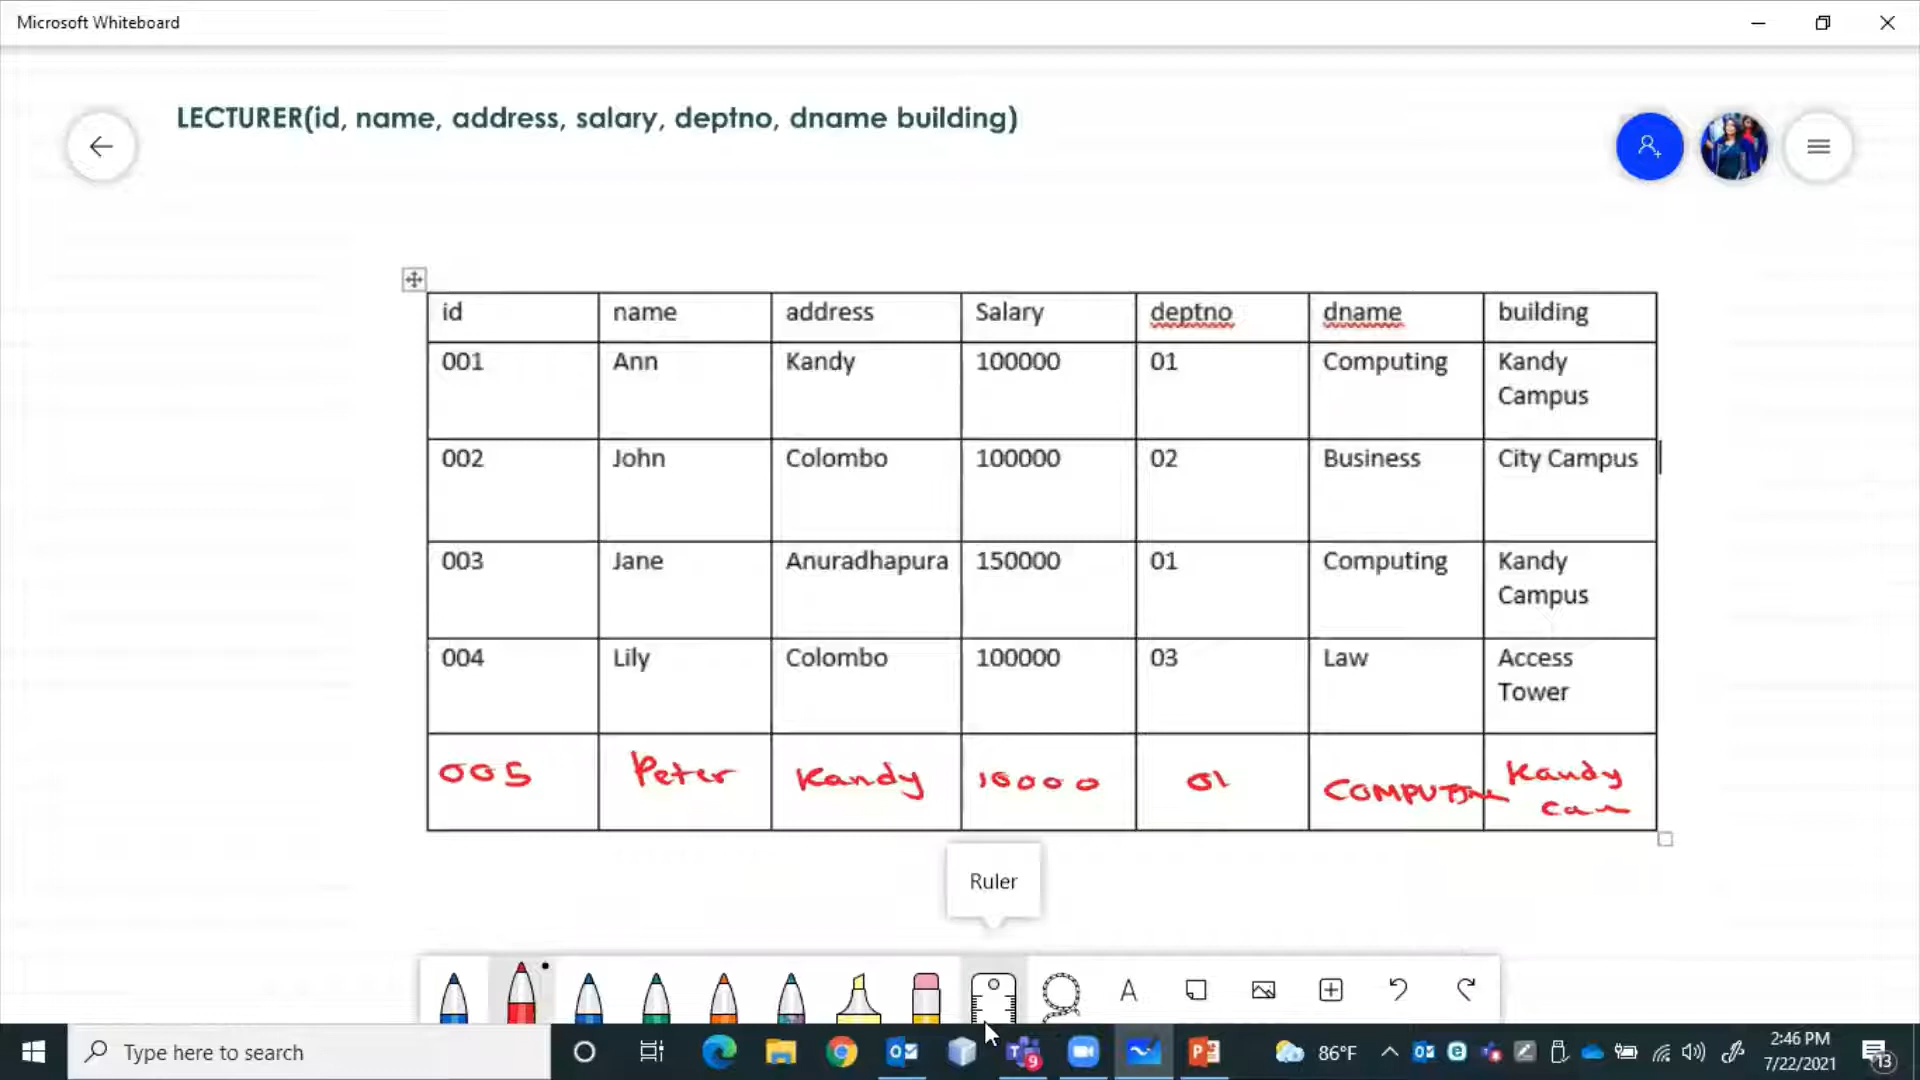 Microsoft Whiteboard
LECTURER(id, name, address, salary, deptno, dname building)
id name address Salary deptno dname building
001 Ann Kandy 100000 01 Computing Kandy
Campus
002 John Colombo 100000 02 Business City Campus
003 Jane Anuradhapura 150000 01 Computing Kandy
Campus
004 Lily Colombo 100000 03 Law Access
Tower
005 Peter Kandy 10000 01 Kandy
Ruler
A
Type here to search
86°F
2:46 PM
7/22/2021
9
13